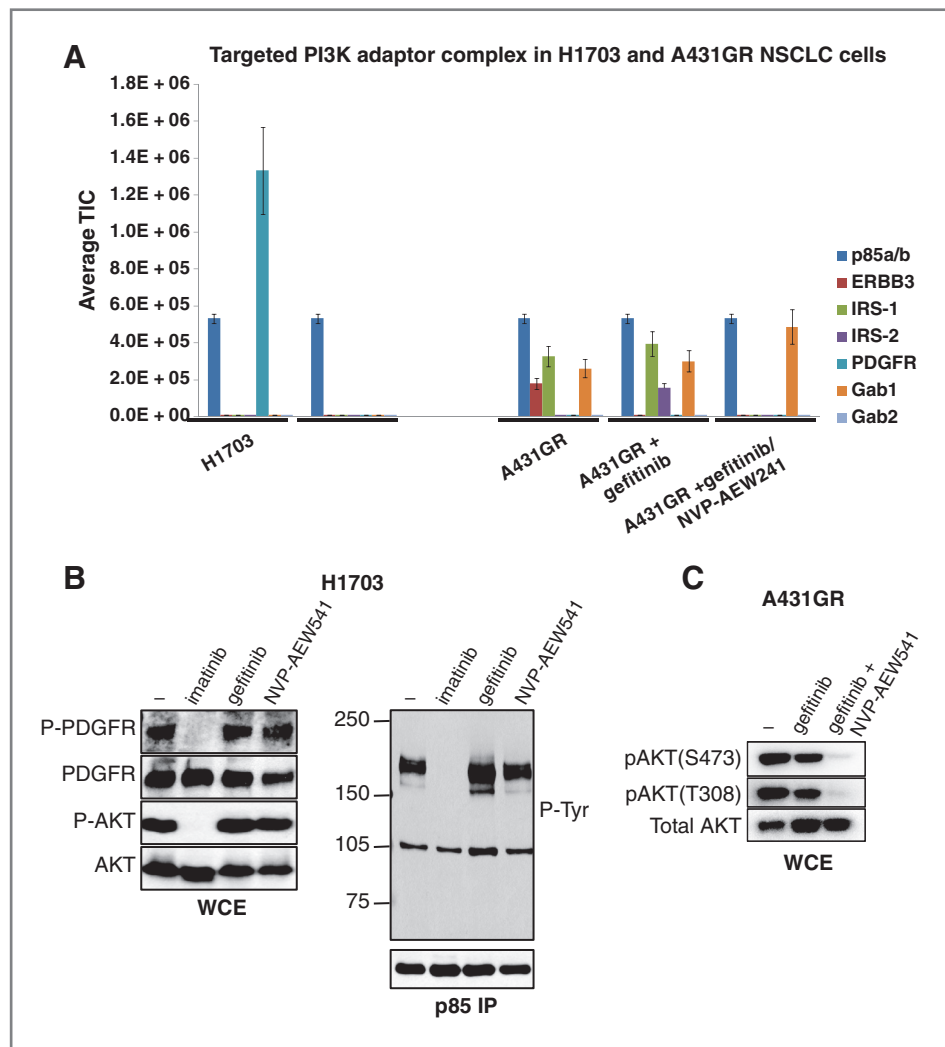 A
Targeted PI3K adaptor complex in H1703 and A431GR NSCLC cells
1.8E + 06
1.6E + 06
1.4E + 06
1.2E + 06
1.0E + 06
8.0E + 05
6.0E + 05
4.0E + 05
2.0E + 05
0.0E + 00
Average TIC
p85a/b
ERBB3
IRS-1
IRS-2
PDGFR
Gab1
Gab2
H1703
A431GR
A431GR +
gefitinib
A431GR +gefitinib/
NVP-AEW241
B
H1703
–
imatinib
gefitinib
NVP-AEW541
P-PDGFR
PDGFR
P-AKT
AKT
WCE
–
imatinib
gefitinib
NVP-AEW541
250
150
105
75
P-Tyr
p85 IP
C
A431GR
–
gefitinib
gefitinib +
NVP-AEW541
pAKT(S473)
pAKT(T308)
Total AKT
WCE